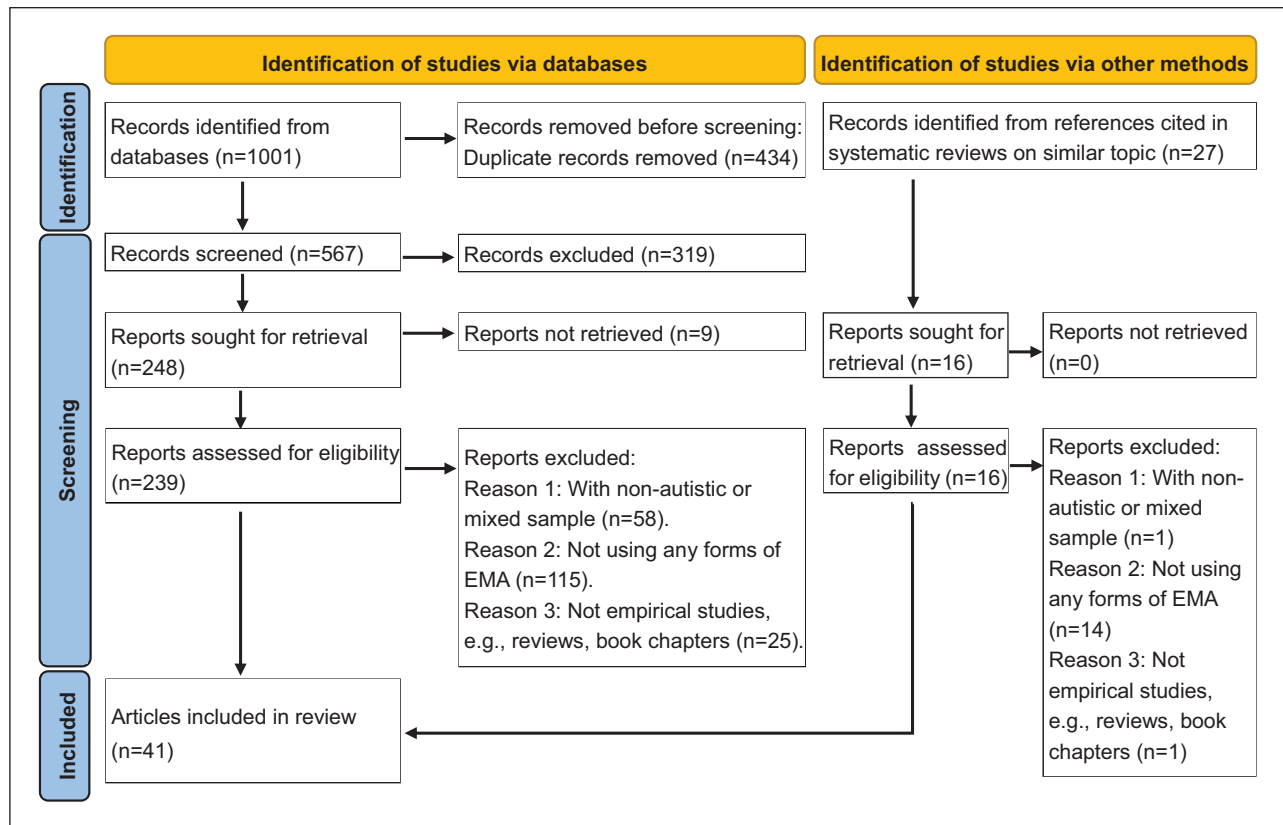 Identification of studies via databases
Identification of studies via other methods
Identification
Records identified from
databases (n=1001)
Records removed before screening:
Duplicate records removed (n=434)
Records identified from references cited in
systematic reviews on similar topic (n=27)
Screening
Records screened (n=567)
Records excluded (n=319)
Reports sought for retrieval
(n=248)
Reports not retrieved (n=9)
Reports sought for
retrieval (n=16)
Reports not retrieved
(n=0)
Reports assessed for eligibility
(n=239)
Reports excluded:
Reason 1: With non-autistic or
mixed sample (n=58).
Reason 2: Not using any forms of
EMA (n=115).
Reason 3: Not empirical studies,
e.g., reviews, book chapters (n=25).
Reports assessed
for eligibility (n=16)
Reports excluded:
Reason 1: With non-
autistic or mixed
sample (n=1)
Reason 2: Not using
any forms of EMA
(n=14)
Reason 3: Not
empirical studies,
e.g., reviews, book
chapters (n=1)
Included
Articles included in review
(n=41)